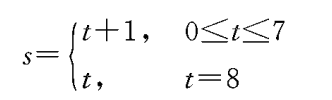 s= { t+1, 0≤t≤7
t, t=8